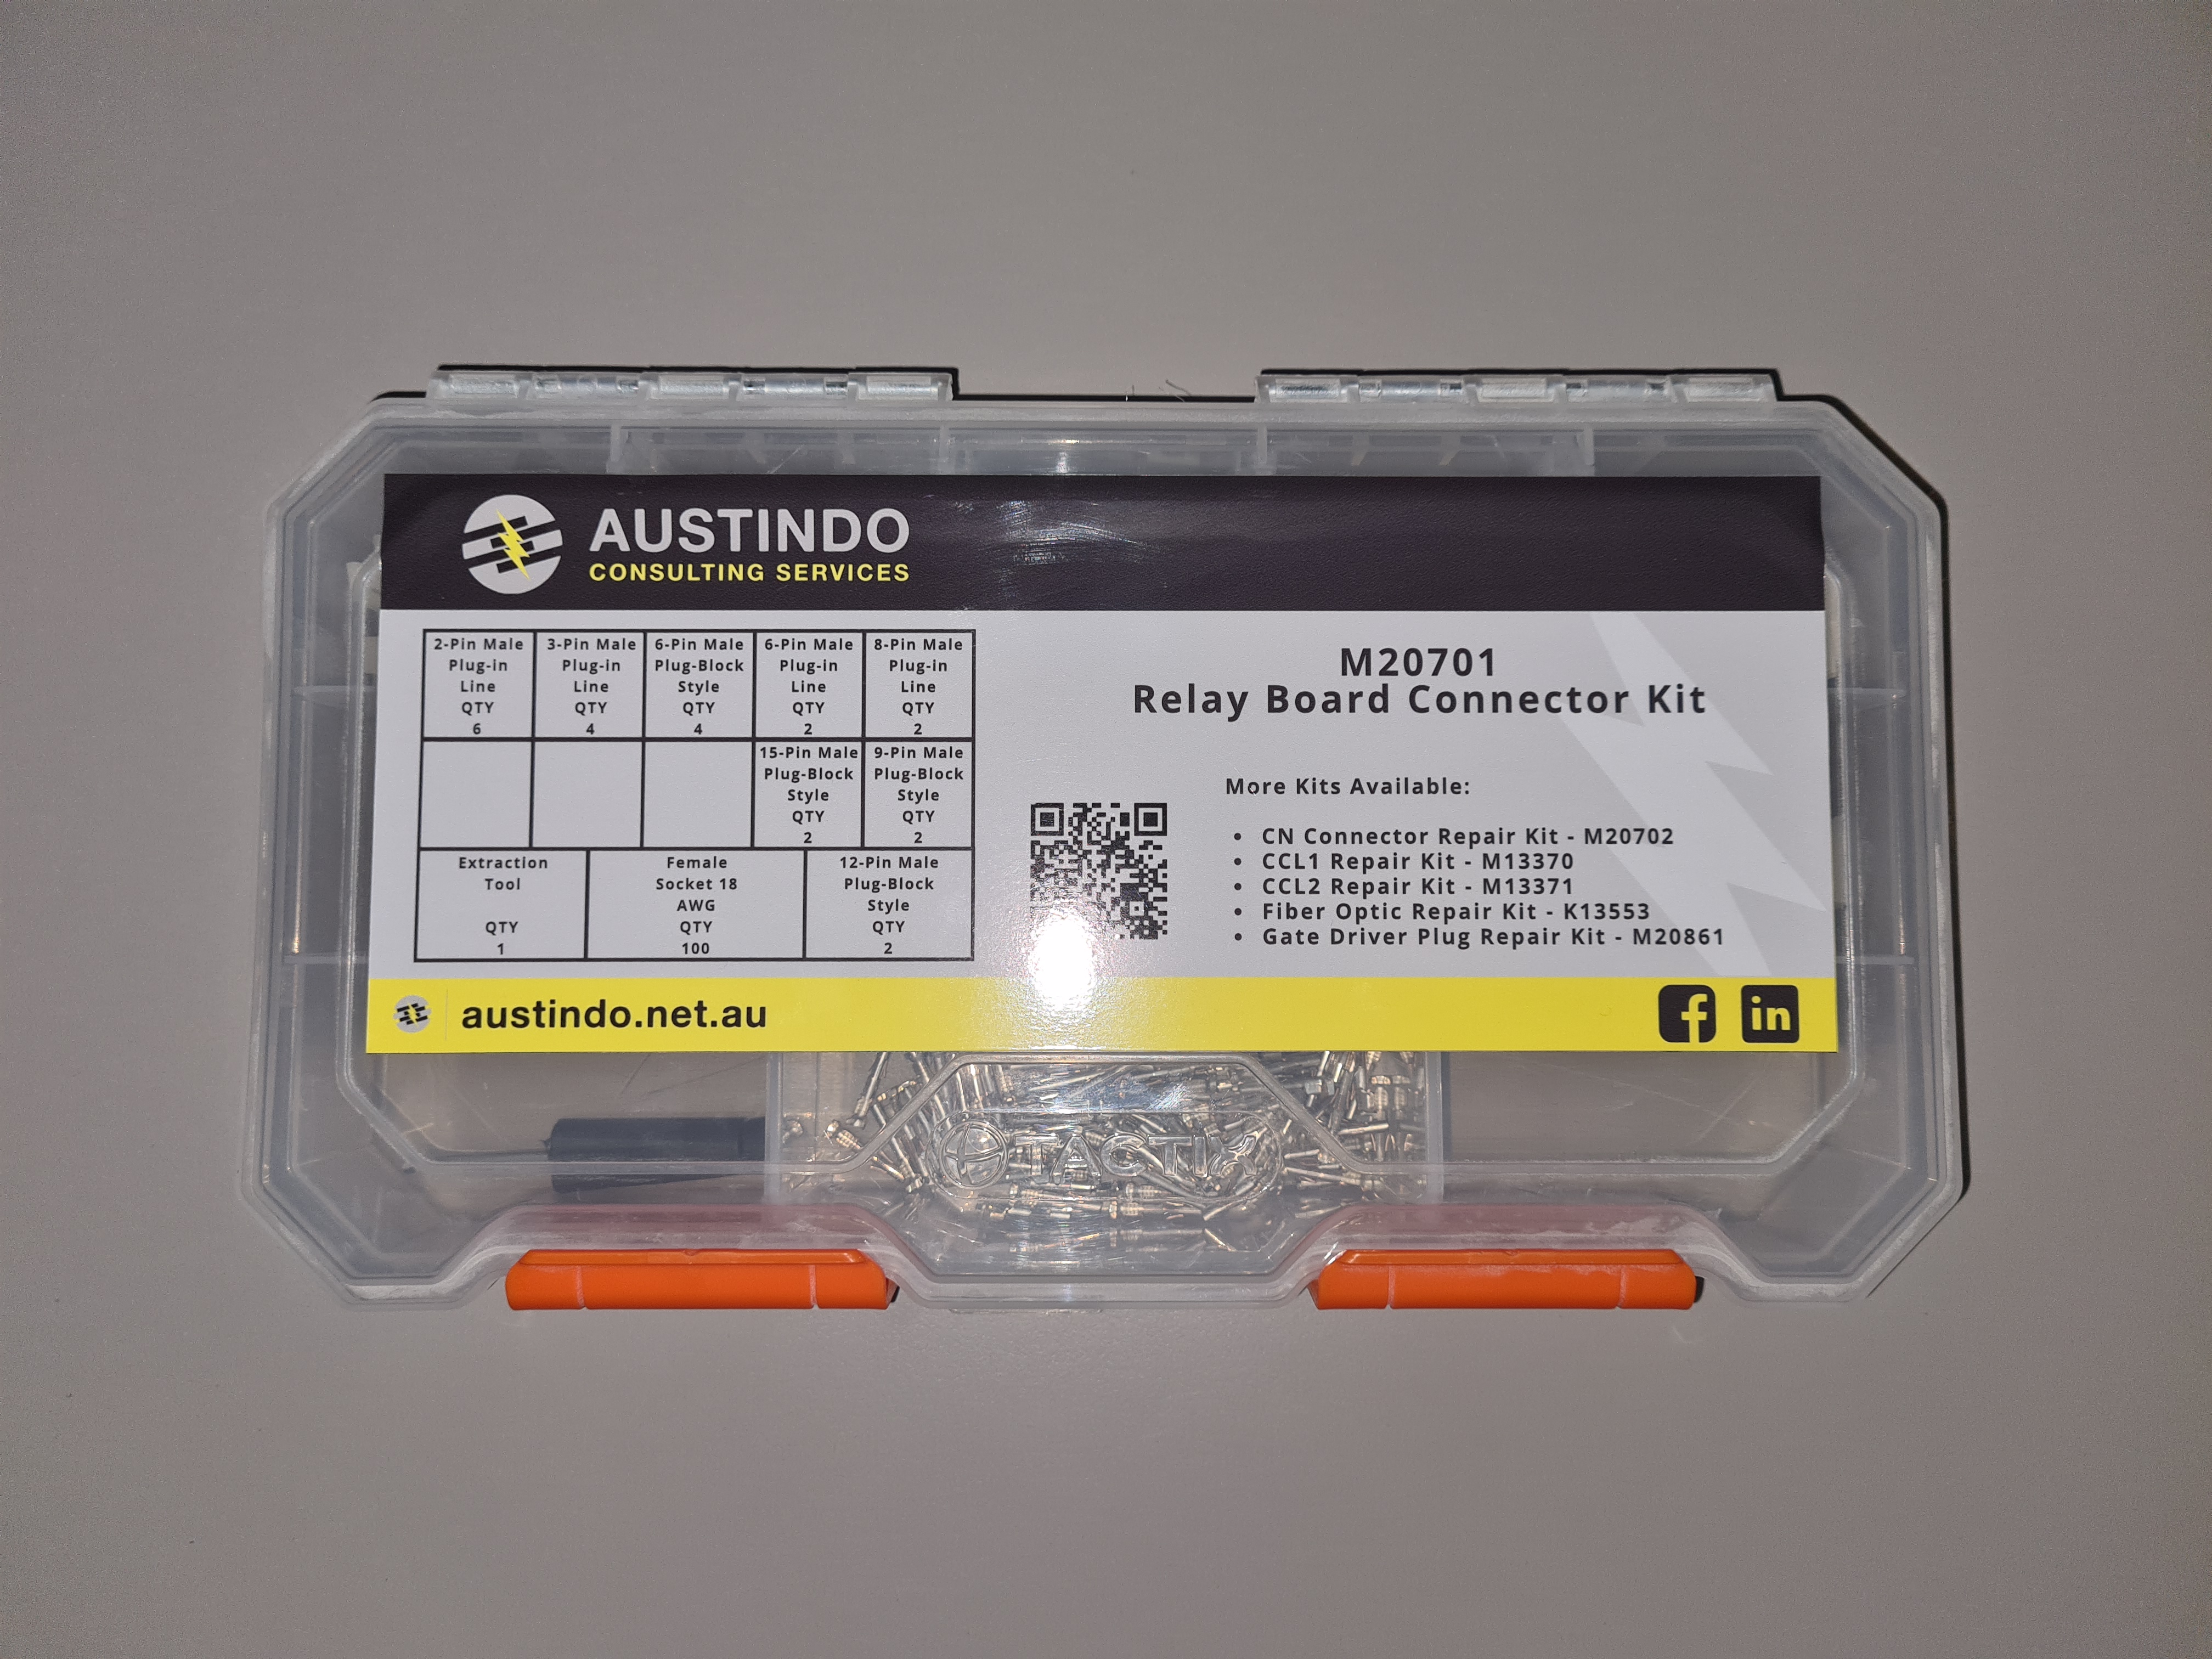 AUSTINDO
CONSULTING SERVICES
2-Pin Male
Plug-in
Line
QTY
6
3-Pin Male
Plug-in
Line
QTY
4
6-Pin Male
Plug-Block
Style
QTY
4
6-Pin Male
Plug-in
Line
QTY
2
8-Pin Male
Plug-in
Line
QTY
2
15-Pin Male
Plug-Block
Style
QTY
2
9-Pin Male
Plug-Block
Style
QTY
2
Extraction
Tool
QTY
1
Female
Socket 18
AWG
QTY
100
12-Pin Male
Plug-Block
Style
QTY
2
M20701
Relay Board Connector Kit
More Kits Available:
• CN Connector Repair Kit - M20702
• CCL1 Repair Kit - M13370
• CCL2 Repair Kit - M13371
• Fiber Optic Repair Kit - K13553
• Gate Driver Plug Repair Kit - M20861
austindo.net.au
f
in
TACTIX